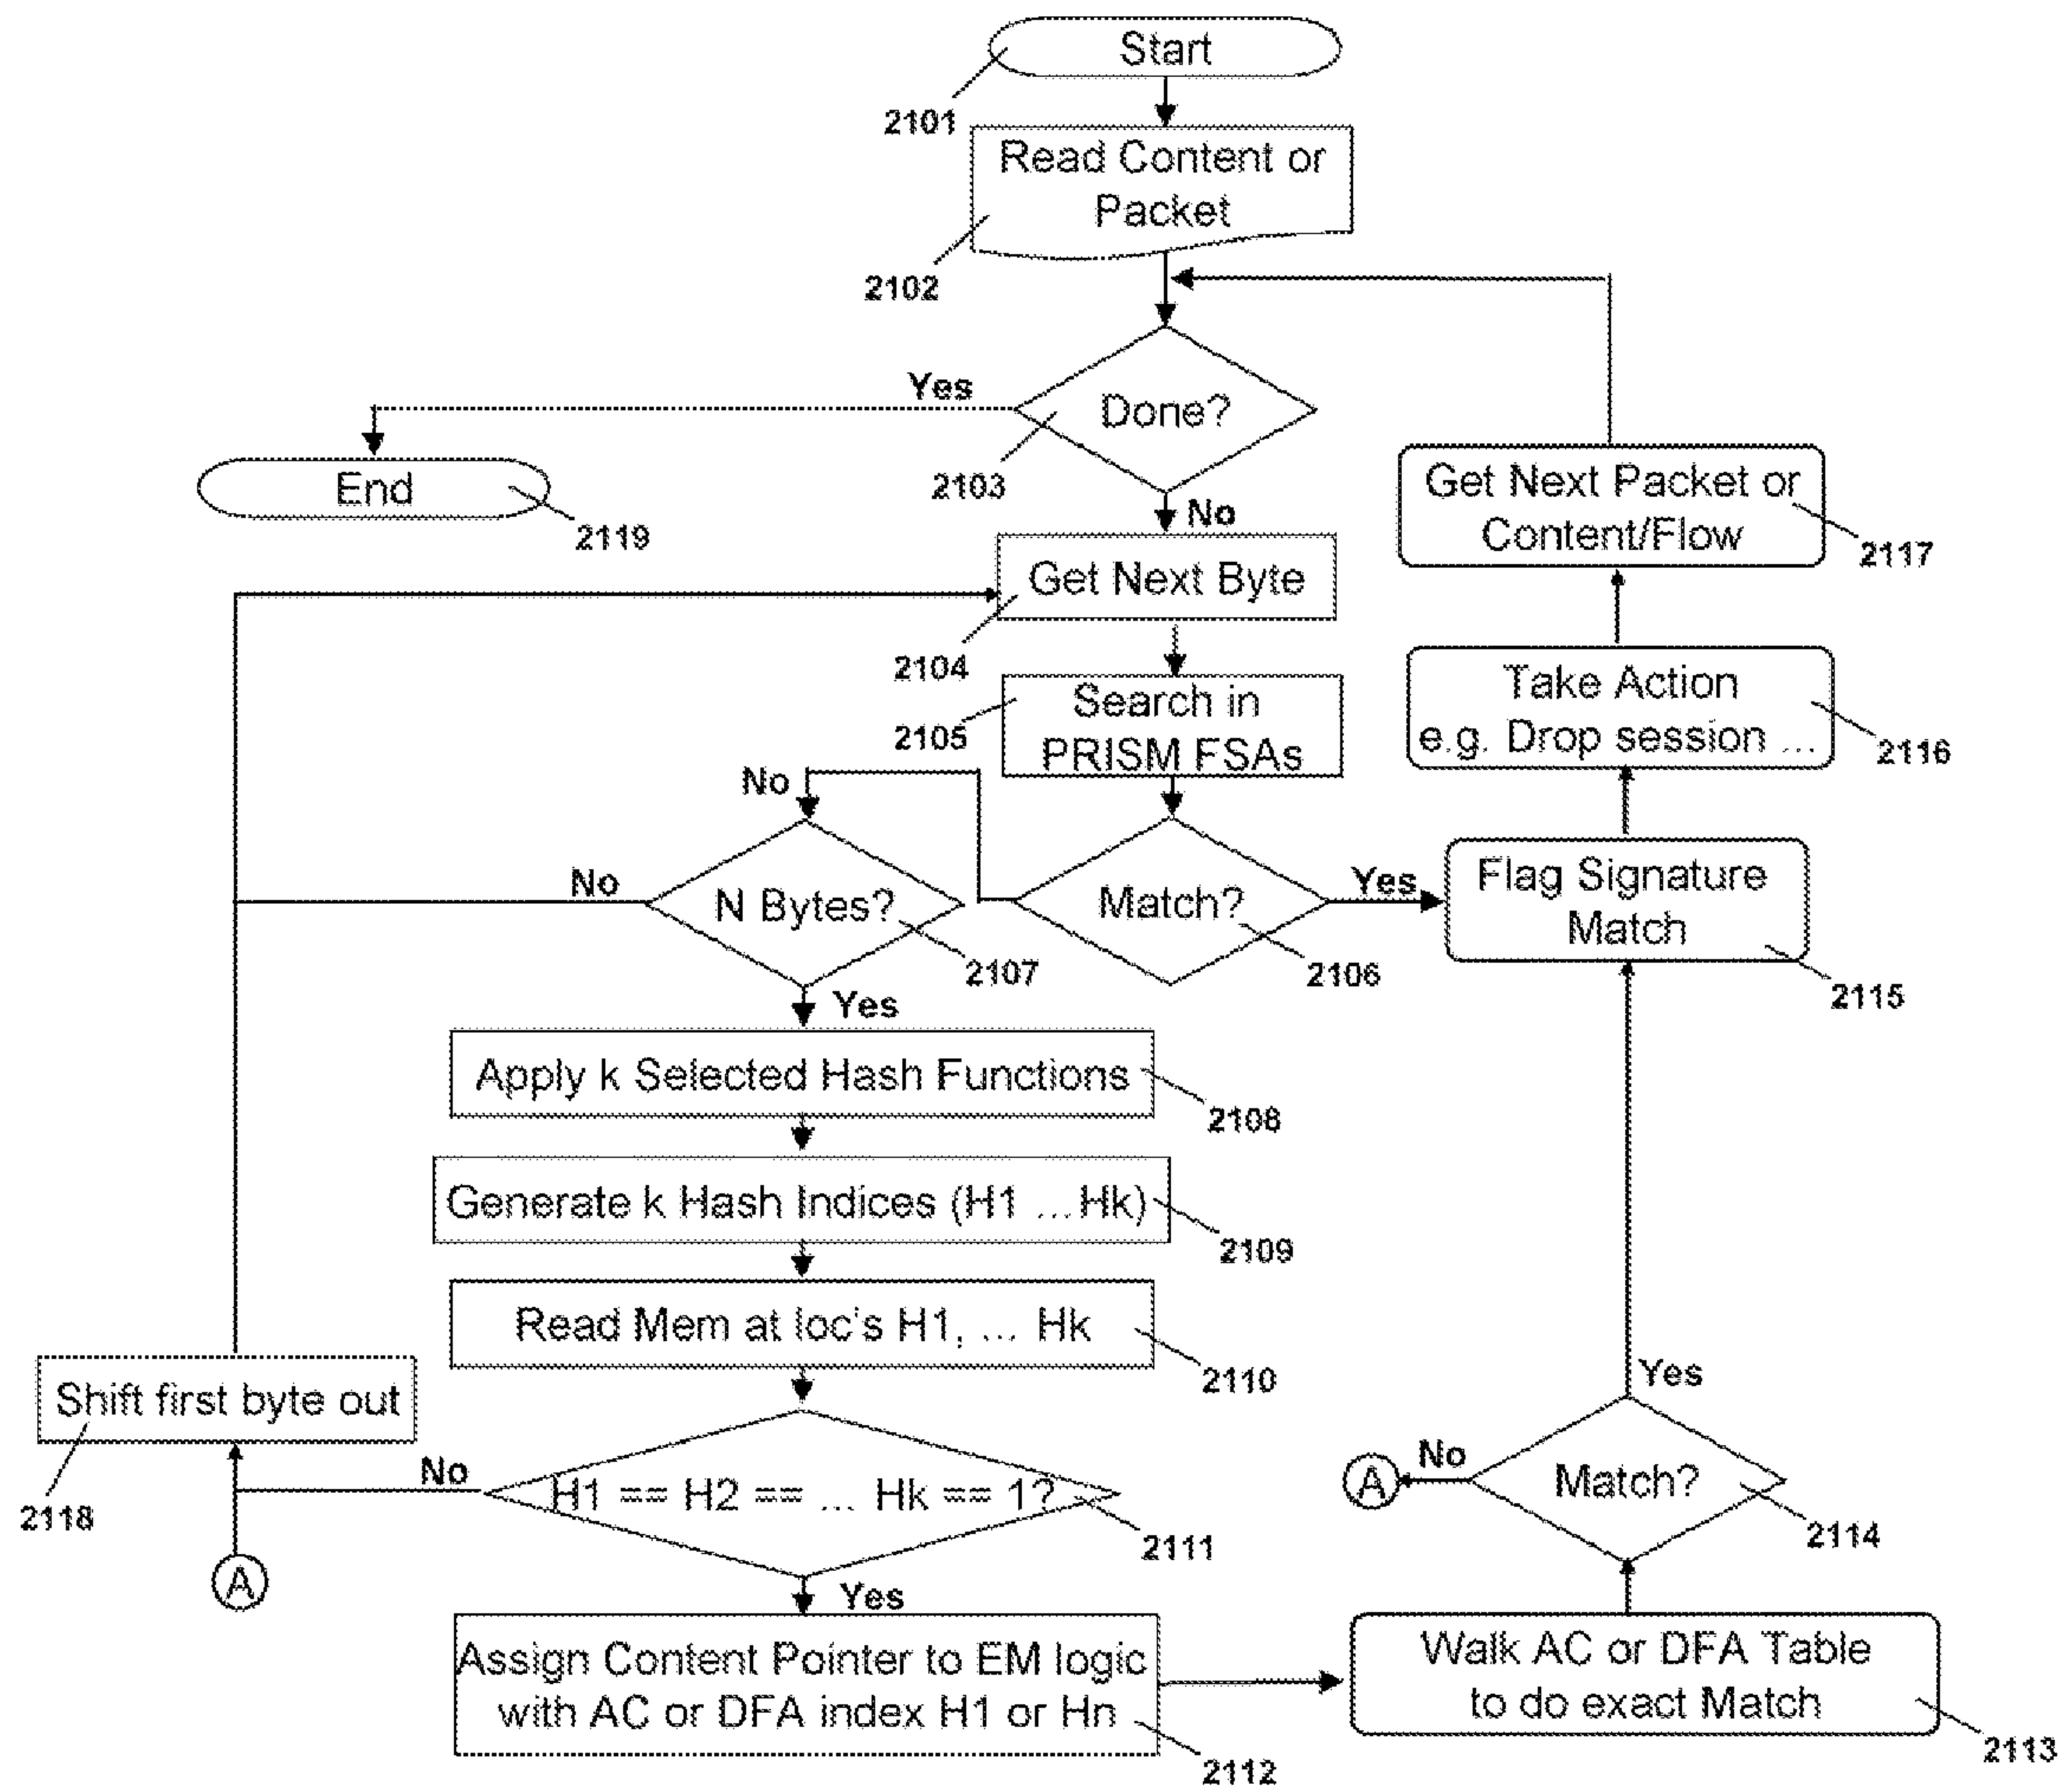 Start
2101
Read Content or
Packet
2102
Yes
Done?
2103
End
2119
No
Get Next Packet or
Content/Flow
2117
Get Next Byte
2104
Search in
PRISM FSAs
2105
Take Action
e.g. Drop session ...
2116
No
No
N Bytes?
2107
Match?
2106
Yes
Flag Signature
Match
2115
Yes
Apply k Selected Hash Functions
2108
Generate k Hash Indices (H1 ...Hk)
2109
Read Mem at loc's H1, ... Hk
2110
Shift first byte out
2118
No
H1 == H2 == ... Hk == 1?
2111
A
Yes
Yes
A
No
Match?
2114
Assign Content Pointer to EM logic
with AC or DFA index H1 or Hn
2112
Walk AC or DFA Table
to do exact Match
2113